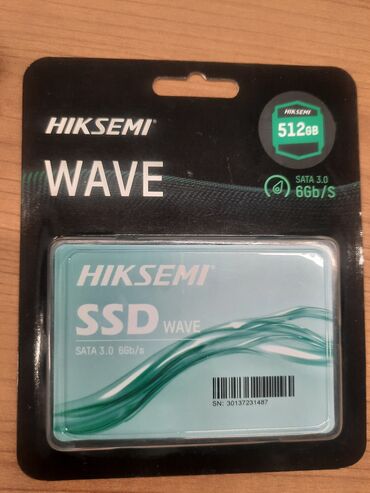 HIKSEMI
512GB
HIKSEMI
WAVE
SATA 3.0
6Gb/S
HIKSEMI
SSD WAVE
SATA 3.0 6Gb/s
SN: 30137231487